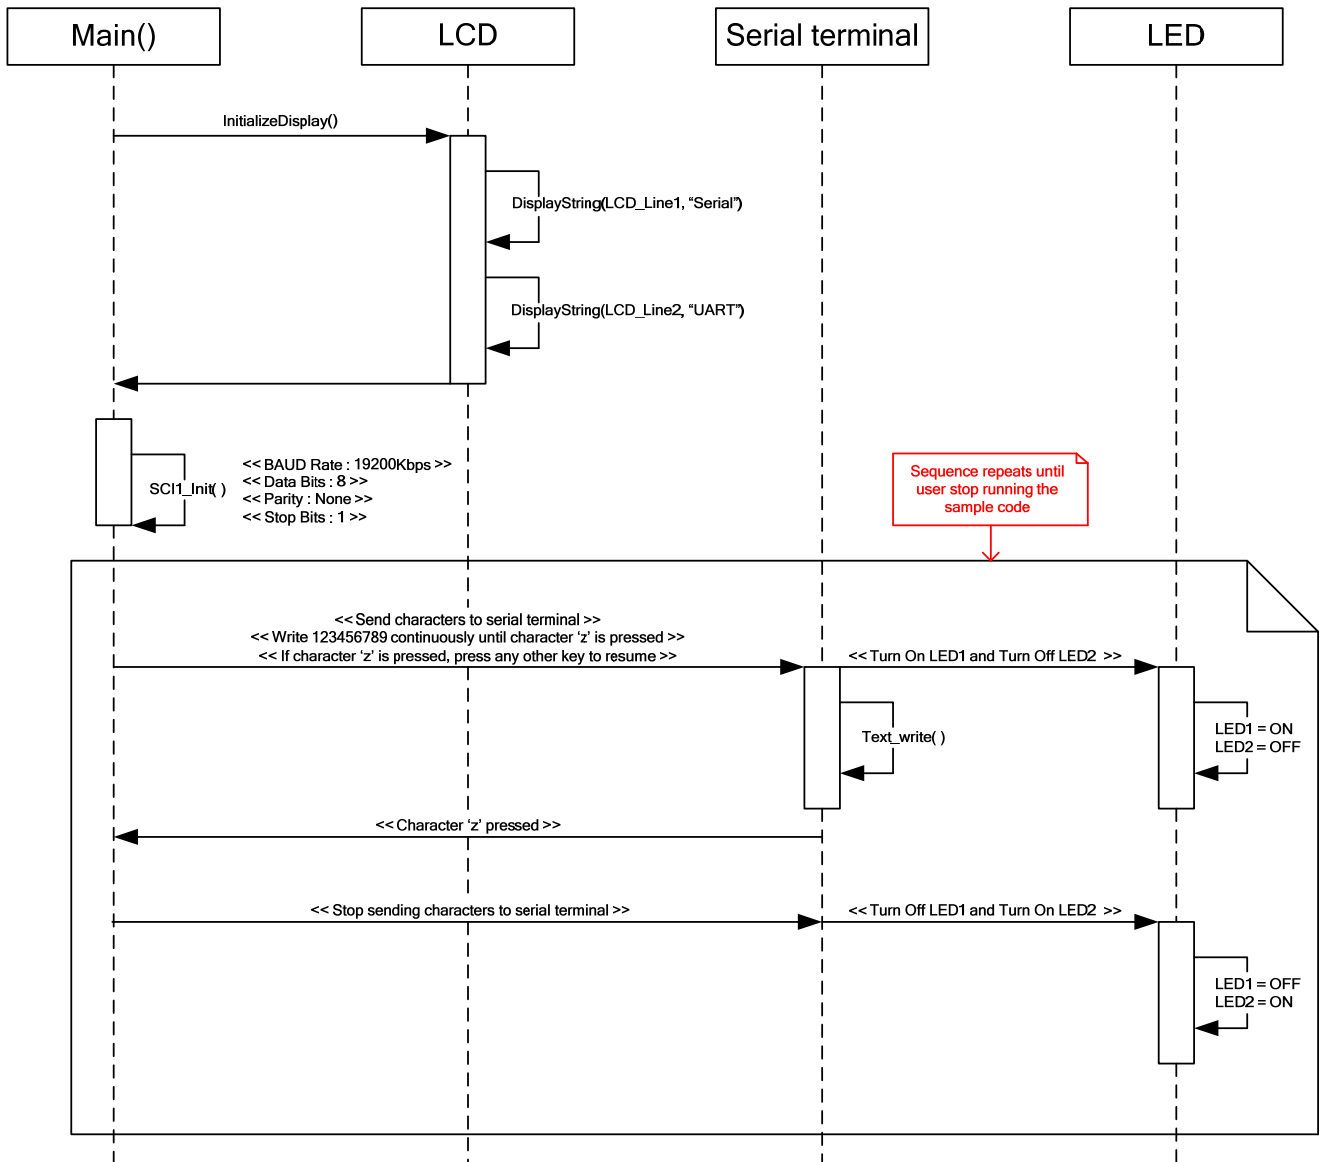 Main()
LCD
Serial terminal
LED
InitializeDisplay()
DisplayString(LCD_Line1, “Serial”)
DisplayString(LCD_Line2, “UART”)
SCI1_Init( )
<< BAUD Rate : 19200Kbps >>
<< Data Bits : 8 >>
<< Parity : None >>
<< Stop Bits : 1 >>
Sequence repeats until
user stop running the
sample code
<< Send characters to serial terminal >>
<< Write 123456789 continuously until character ‘z’ is pressed >>
<< If character ‘z’ is pressed, press any other key to resume >>
<< Turn On LED1 and Turn Off LED2 >>
Text_write( )
LED1 = ON
LED2 = OFF
<< Character ‘z’ pressed >>
<< Stop sending characters to serial terminal >>
<< Turn Off LED1 and Turn On LED2 >>
LED1 = OFF
LED2 = ON